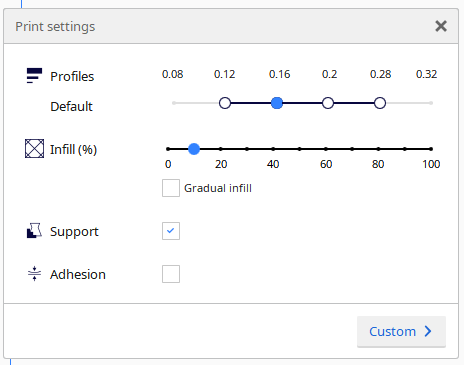 Print settings
Profiles 0.08 0.12 0.16 0.2 0.28 0.32
Default
Infill (%)
0 20 40 60 80 100
Gradual infill
Support
Adhesion
Custom